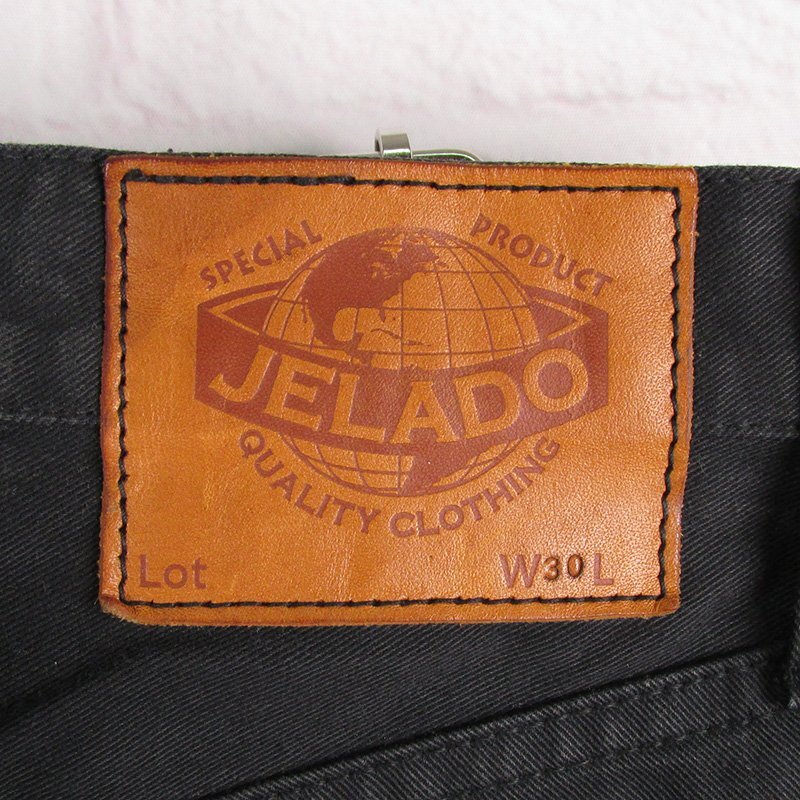 SPECIAL PRODUCT
JELADO
QUALITY CLOTHING
Lot W30L